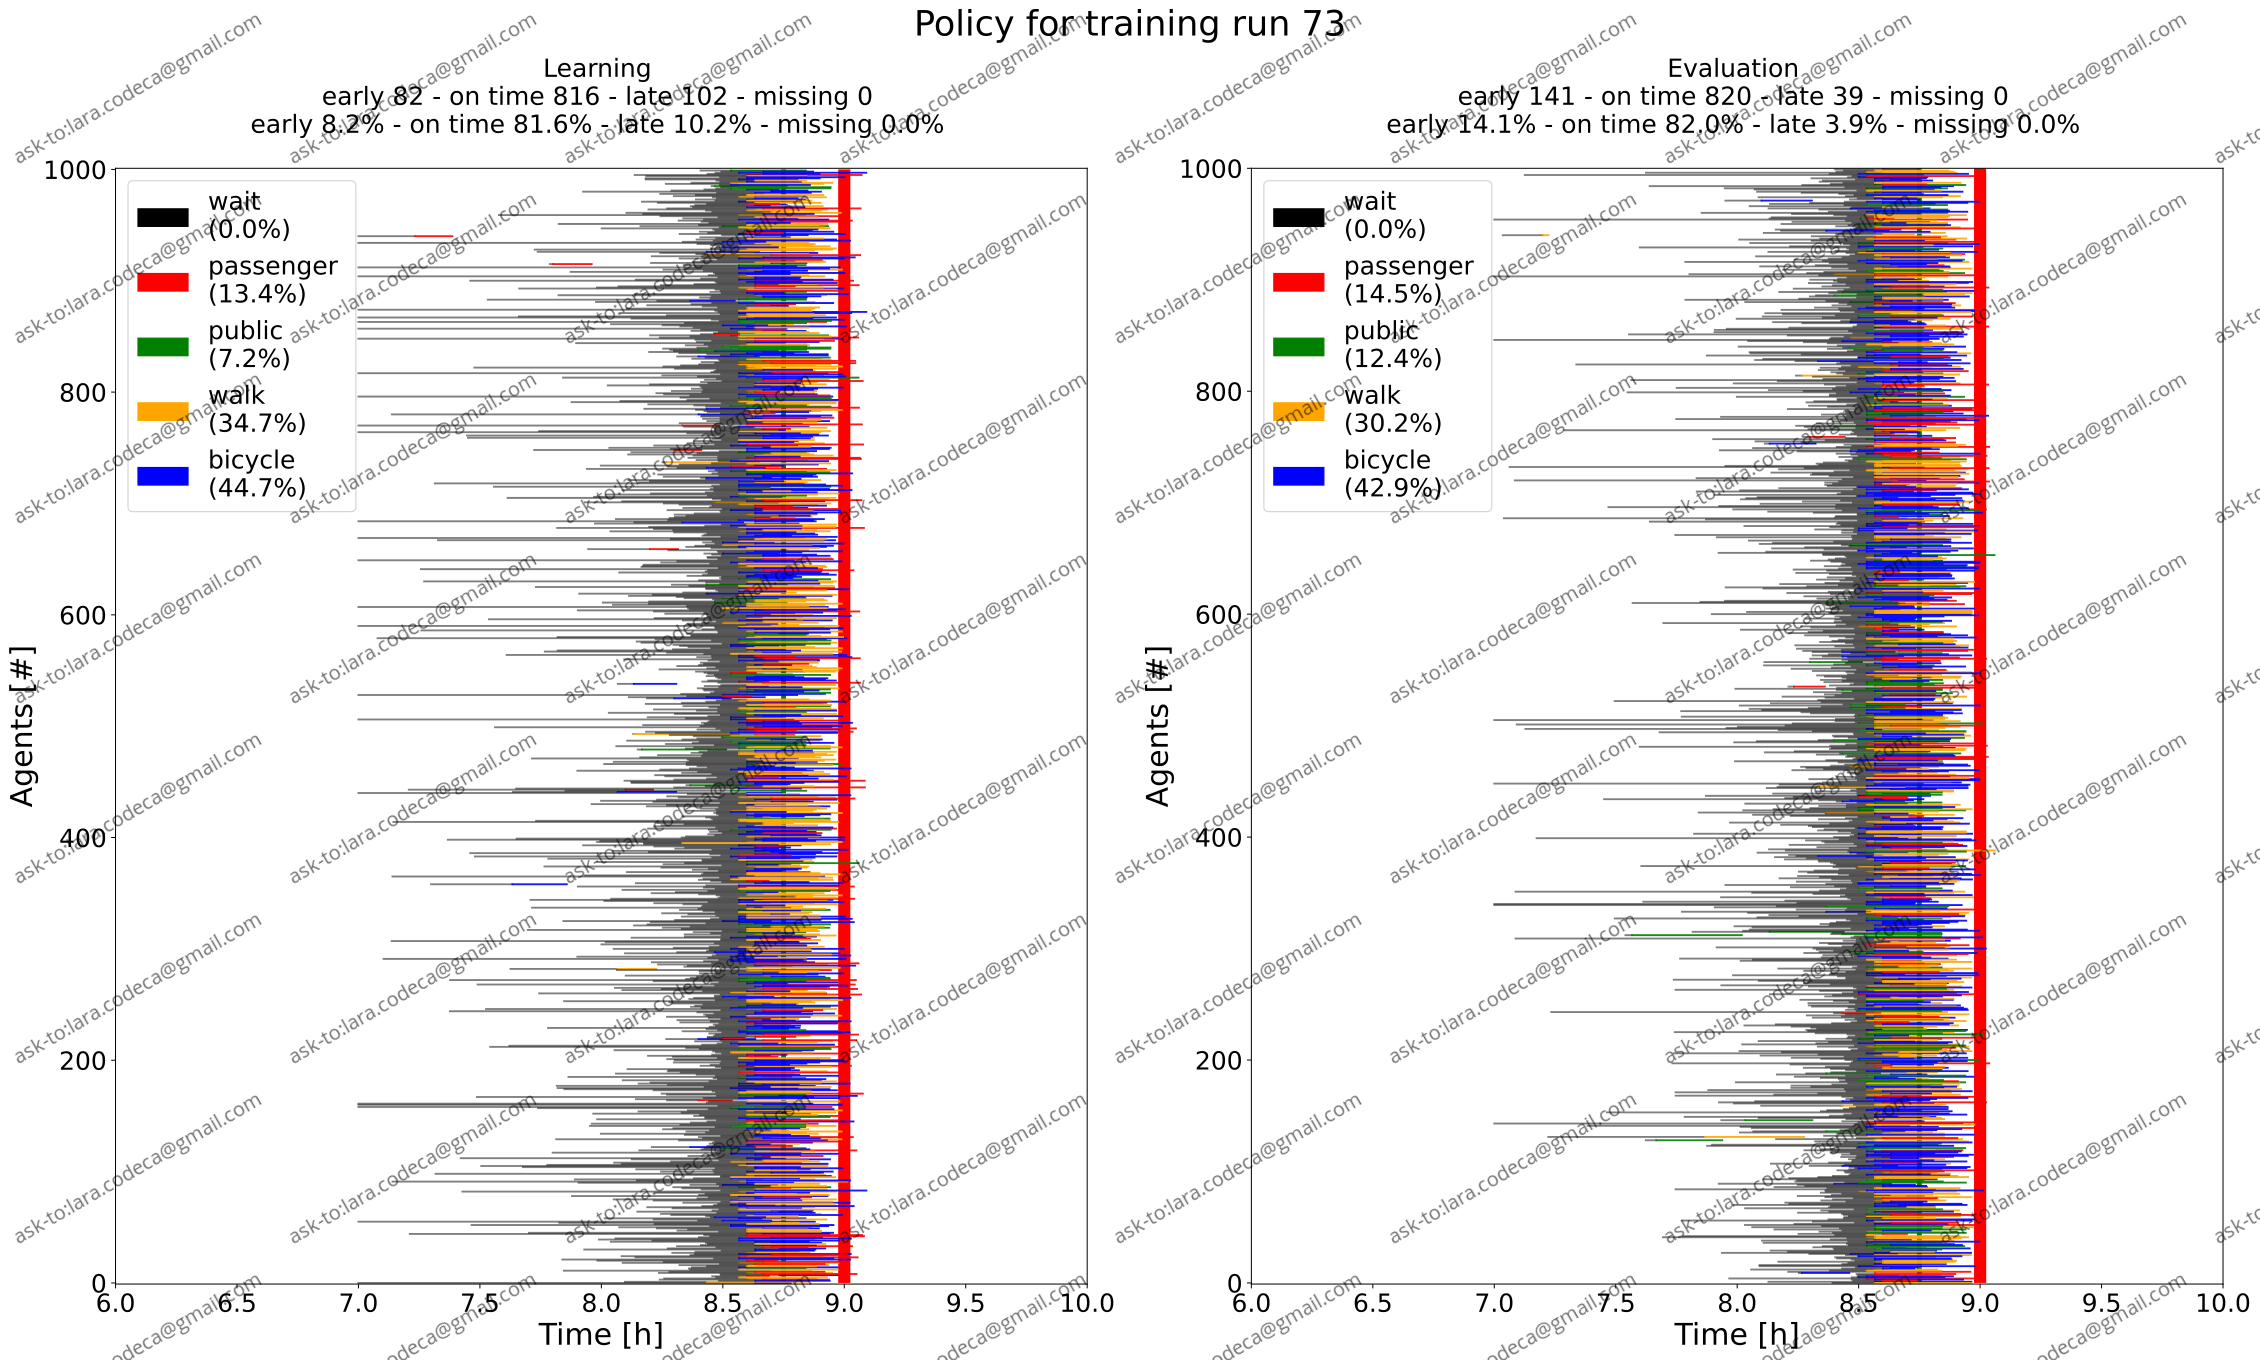 Policy for training run 73
Learning
early 82 - on time 816 - late 102 - missing 0
early 8.2% - on time 81.6% - late 10.2% - missing 0.0%
1000
800
600
400
200
0
Agents [#]
wait
(0.0%)
passenger
(13.4%)
public
(7.2%)
walk
(34.7%)
bicycle
(44.7%)
6.0 6.5 7.0 7.5 8.0 8.5 9.0 9.5 10.0
Time [h]
Evaluation
early 141 - on time 820 - late 39 - missing 0
early 14.1% - on time 82.0% - late 3.9% - missing 0.0%
1000
800
600
400
200
0
Agents [#]
wait
(0.0%)
passenger
(14.5%)
public
(12.4%)
walk
(30.2%)
bicycle
(42.9%)
6.0 6.5 7.0 7.5 8.0 8.5 9.0 9.5 10.0
Time [h]
ask-to:lara.codeca@gmail.com